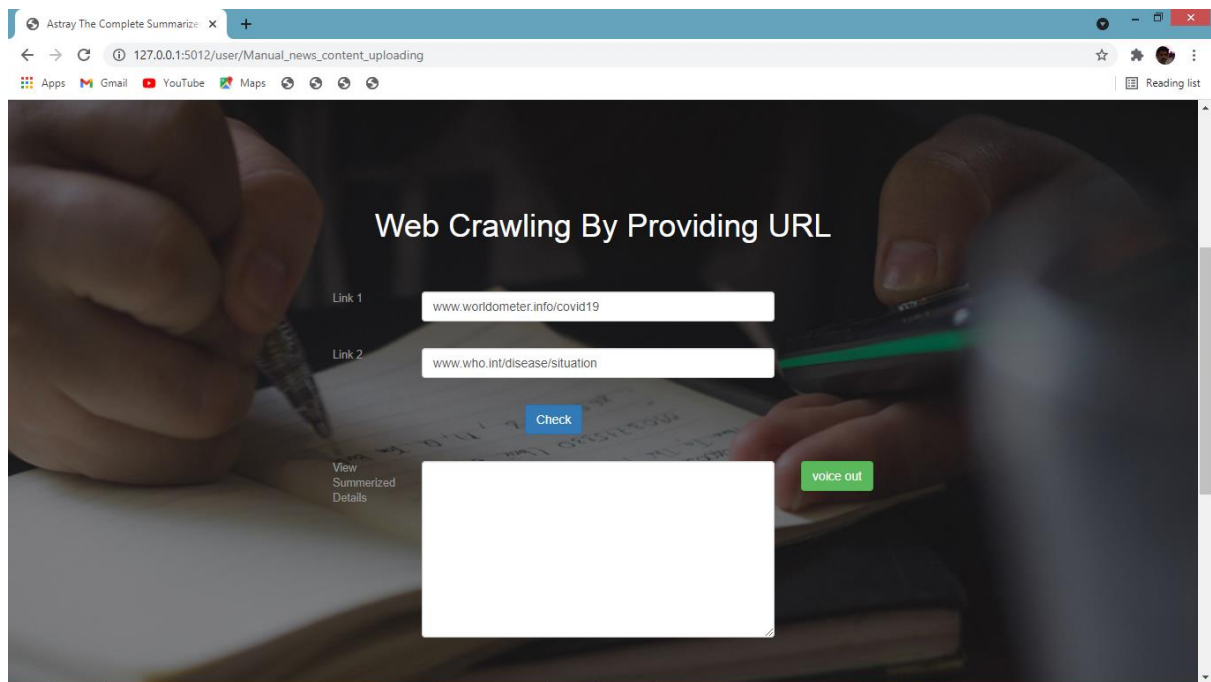 Astray The Complete Summarize
127.0.0.1:5012/user/Manual_news_content_uploading
Apps Gmail YouTube Maps Reading list
Web Crawling By Providing URL
Link 1
www.worldometer.info/covid19
Link 2
www.who.int/disease/situation
Check
View
Summerized
Details
voice out